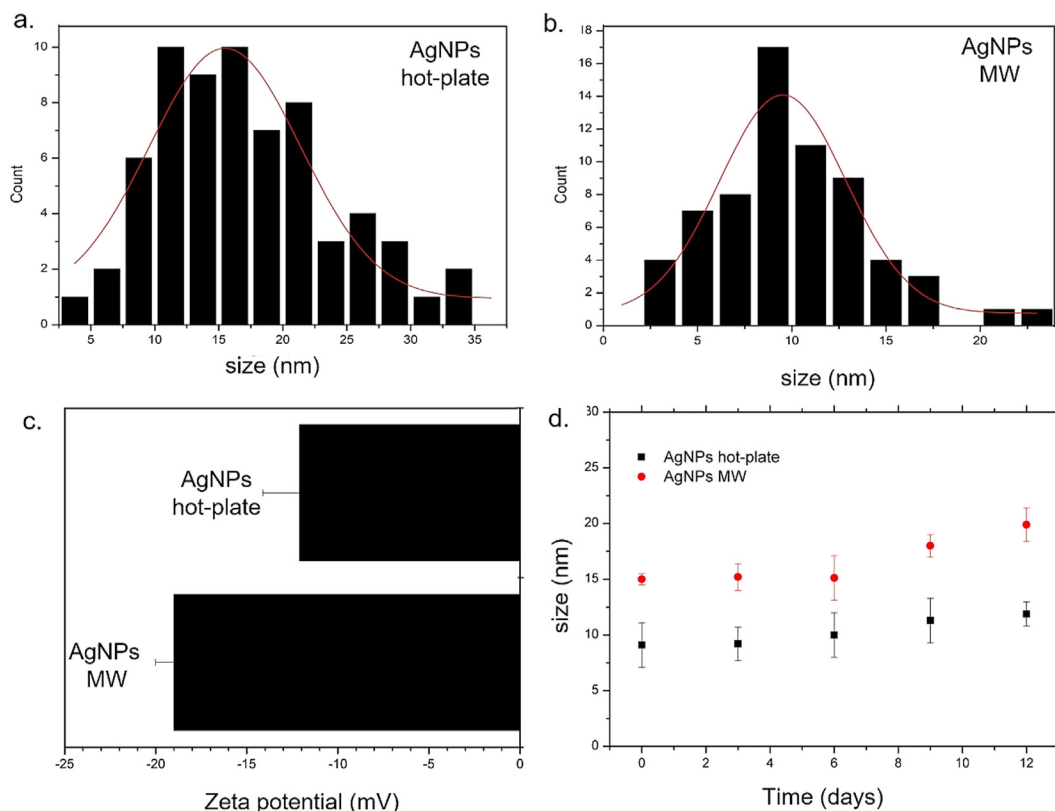 a.
AgNPs
hot-plate
10
8
6
4
2
0
Count
5
10
15
20
25
30
35
size (nm)
b.
AgNPs
MW
18
16
14
12
10
8
6
4
2
0
Count
0
5
10
15
20
size (nm)
c.
AgNPs
hot-plate
AgNPs
MW
-25
-20
-15
-10
-5
0
Zeta potential (mV)
d.
AgNPs hot-plate
AgNPs MW
30
25
20
15
10
5
0
size (nm)
0
2
4
6
8
10
12
Time (days)